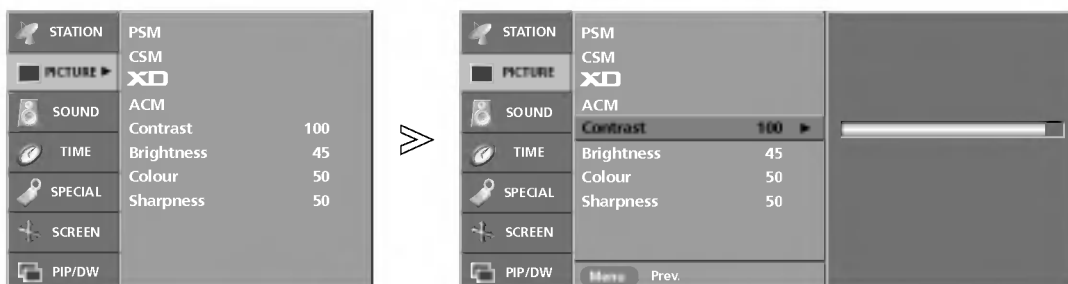 STATION
PICTURE ►
SOUND
TIME
SPECIAL
SCREEN
PIP/DW
PSM
CSM
XD
ACM
Contrast 100
Brightness 45
Colour 50
Sharpness 50
STATION
PICTURE
SOUND
TIME
SPECIAL
SCREEN
PIP/DW
PSM
CSM
XD
ACM
Contrast 100 ►
Brightness 45
Colour 50
Sharpness 50
Menu Prev.